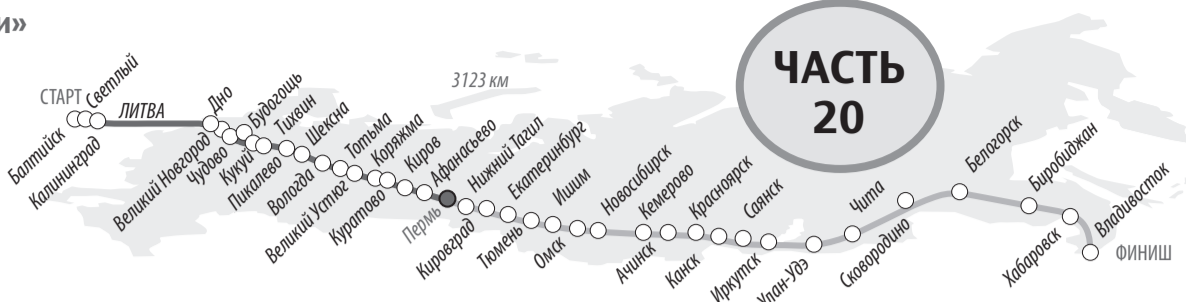 и»
ЧАСТЬ
20
3123 км
СТАРТ
Светлый
ЛИТВА
Балтийск
Калининград
Дно
Великий Новгород
Чудово
Будогощь
Кукуй
Тихвин
Пикалево
Шексна
Вологда
Тотьма
Великий Устюг
Коряжма
Куратово
Киров
Афанасьево
Пермь
Нижний Тагил
Кировград
Екатеринбург
Тюмень
Ишим
Омск
Новосибирск
Кемерово
Ачинск
Красноярск
Канск
Саянск
Иркутск
Улан-Удэ
Чита
Сковородино
Белогорск
Биробиджан
Хабаровск
Владивосток
ФИНИШ